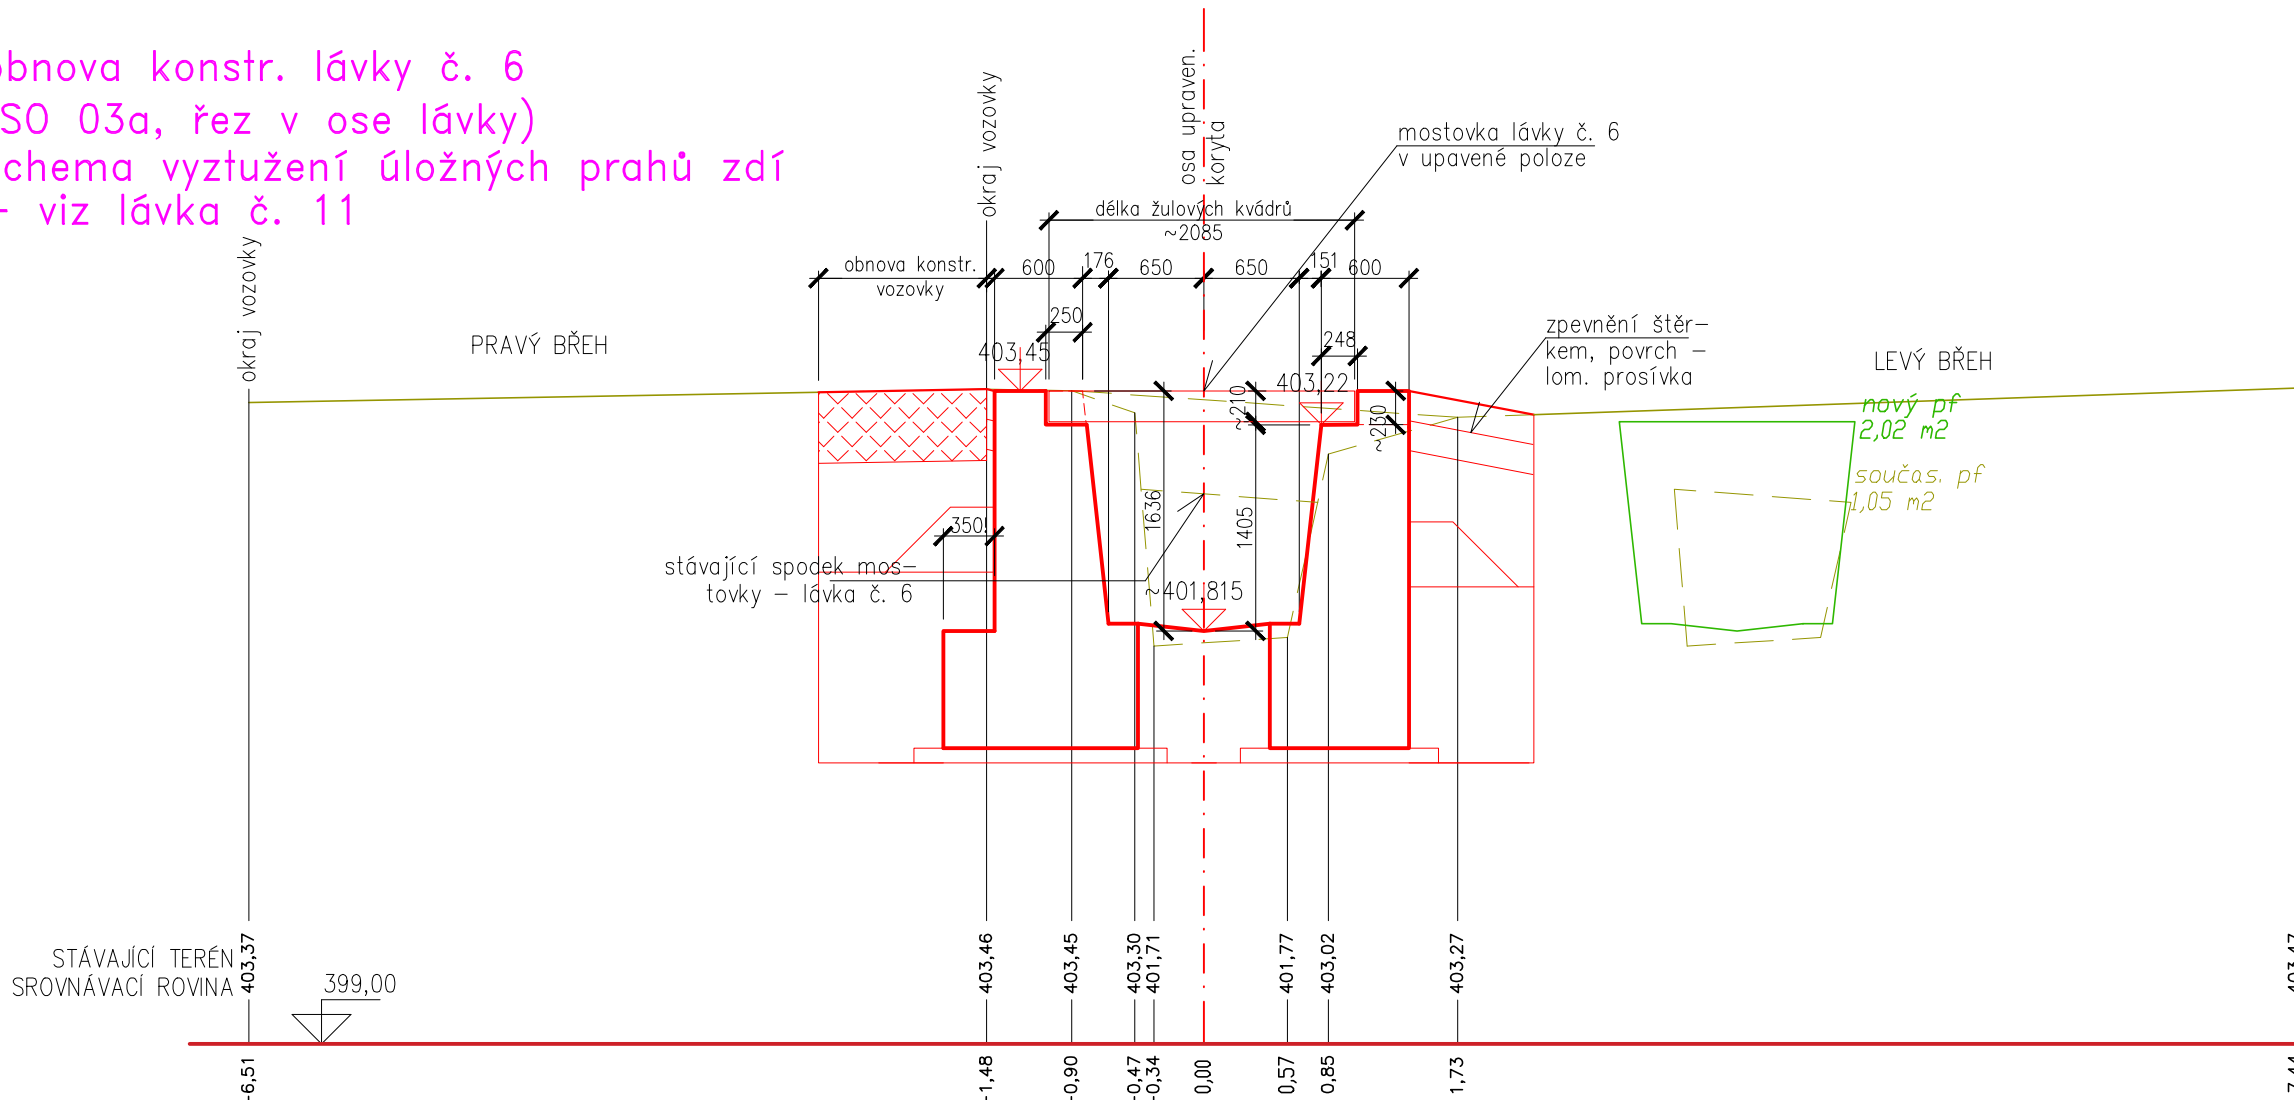 obnova konstr. lávky č. 6
SO 03a, řez v ose lávky)
chema vyztužení úložných prahů zdí
- viz lávka č. 11
okraj vozovky
okraj vozovky
osa upraven.
koryta
mostovka lávky č. 6
v upavené poloze
délka žulových kvádrů
~2085
obnova konstr.
vozovky
600
176
650
650
151
600
250
248
403,45
403,22
~210
~230
PRAVÝ BŘEH
LEVÝ BŘEH
zpevnění štěr-
kem, povrch -
lom. prosívka
nový pf
2,02 m2
součas. pf
1,05 m2
350!
1636
1405
stávající spodek mos-
tovky - lávka č. 6
~401,815
STÁVAJÍCÍ TERÉN
SROVNÁVACÍ ROVINA
399,00
403,37
403,46
403,45
403,30
401,71
401,77
403,02
403,27
403,47
-6,51
-1,48
-0,90
-0,47
-0,34
0,00
0,57
0,85
1,73